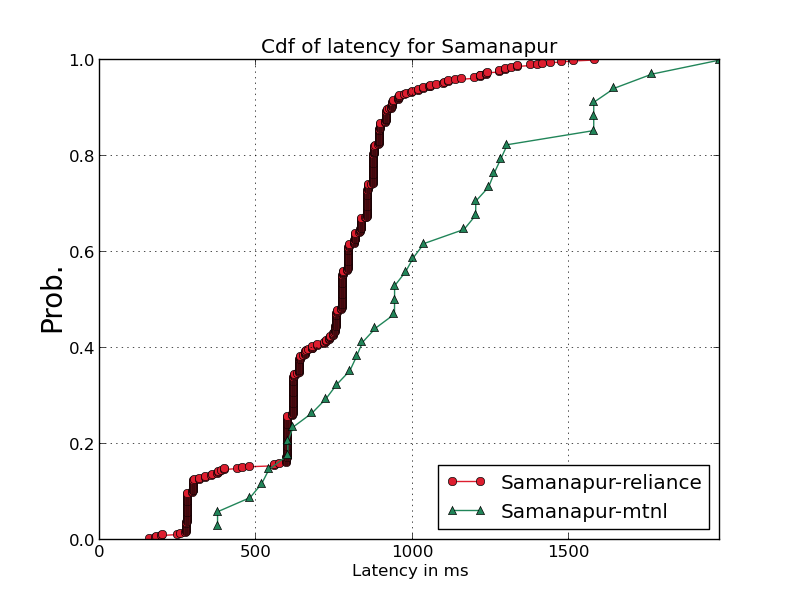 Cdf of latency for Samanapur
1.0
0.8
0.6
0.4
0.2
0.0
Prob.
0
500
1000
1500
Latency in ms
Samanapur-reliance
Samanapur-mtnl